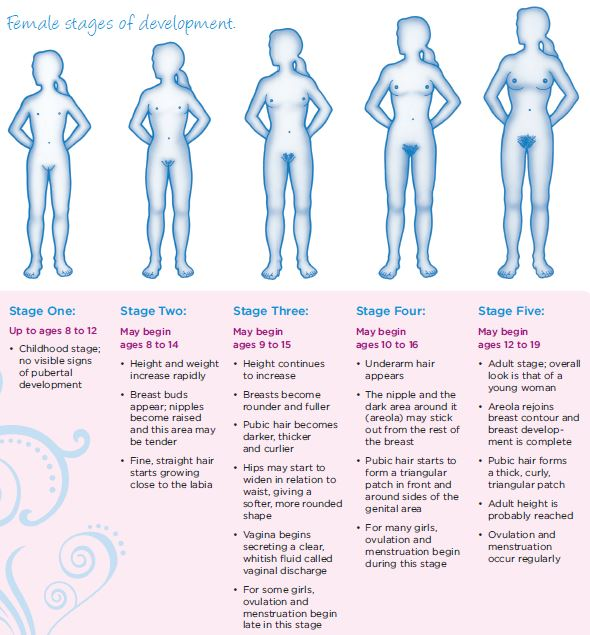 Female stages of development.
Stage One:
Up to ages 8 to 12
• Childhood stage;
no visible signs
of pubertal
development
Stage Two:
May begin
ages 8 to 14
• Height and weight
increase rapidly
• Breast buds
appear; nipples
become raised
and this area may
be tender
• Fine, straight hair
starts growing
close to the labia
Stage Three:
May begin
ages 9 to 15
• Height continues
to increase
• Breasts become
rounder and fuller
• Pubic hair becomes
darker, thicker
and curlier
• Hips may start to
widen in relation to
waist, giving a
softer, more rounded
shape
• Vagina begins
secreting a clear,
whitish fluid called
vaginal discharge
• For some girls,
ovulation and
menstruation begin
late in this stage
Stage Four:
May begin
ages 10 to 16
• Underarm hair
appears
• The nipple and the
dark area around it
(areola) may stick
out from the rest of
the breast
• Pubic hair starts to
form a triangular
patch in front and
around sides of the
genital area
• For many girls,
ovulation and
menstruation begin
during this stage
Stage Five:
May begin
ages 12 to 19
• Adult stage; overall
look is that of a
young woman
• Areola rejoins
breast contour and
breast develop-
ment is complete
• Pubic hair forms
a thick, curly,
triangular patch
• Adult height is
probably reached
• Ovulation and
menstruation
occur regularly